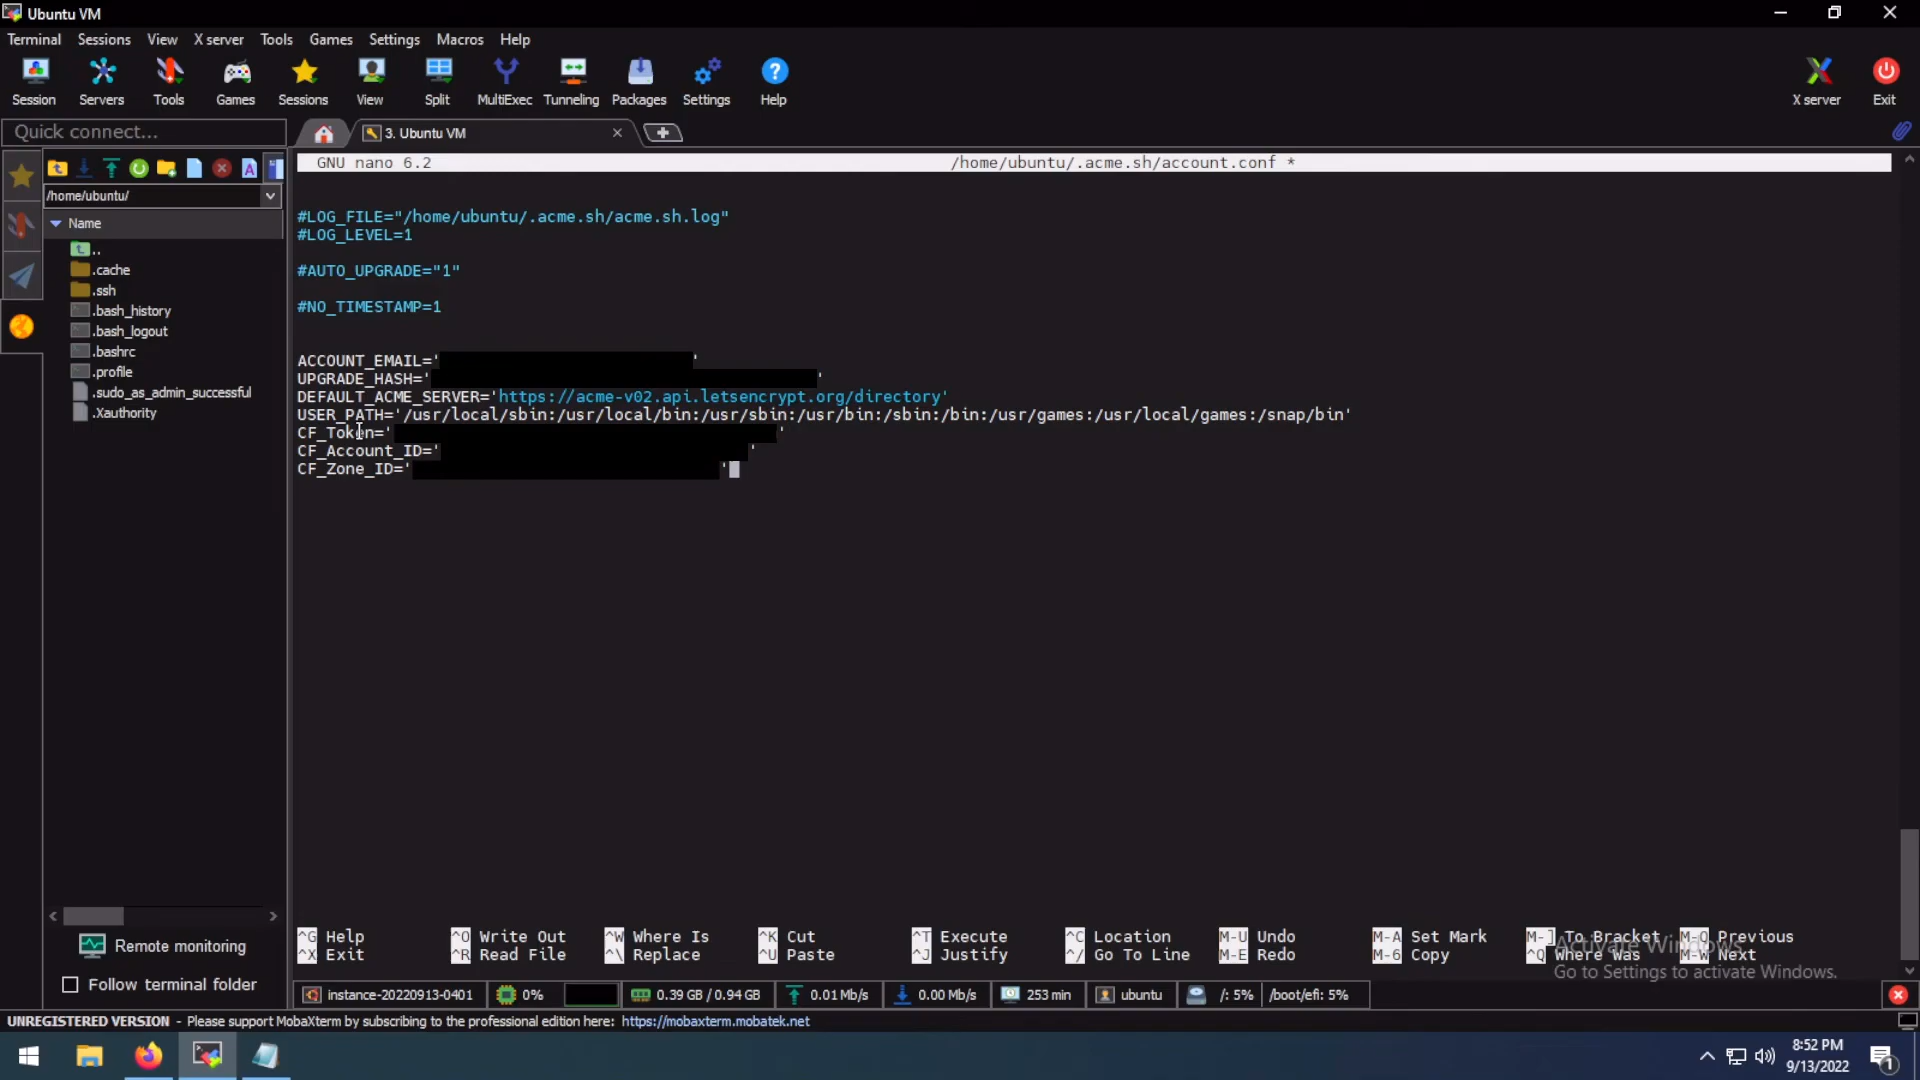 Ubuntu VM
Terminal Sessions View X server Tools Games Settings Macros Help
Session Servers Tools Games Sessions View Split MultiExec Tunneling Packages Settings Help X server Exit
Quick connect...
3. Ubuntu VM
GNU nano 6.2 /home/ubuntu/.acme.sh/account.conf *
/home/ubuntu/
Name
..
.cache
.ssh
.bash_history
.bash_logout
.bashrc
.profile
.sudo_as_admin_successful
.Xauthority
#LOG_FILE="/home/ubuntu/.acme.sh/acme.sh.log"
#LOG_LEVEL=1
#AUTO_UPGRADE="1"
#NO_TIMESTAMP=1
ACCOUNT_EMAIL=' '
UPGRADE_HASH=' '
DEFAULT_ACME_SERVER='https://acme-v02.api.letsencrypt.org/directory'
USER_PATH='/usr/local/sbin:/usr/local/bin:/usr/sbin:/usr/bin:/sbin:/bin:/usr/games:/usr/local/games:/snap/bin'
CF_Token=' '
CF_Account_ID=' '
CF_Zone_ID=' '
^G Help ^O Write Out ^W Where Is ^K Cut ^T Execute ^C Location M-U Undo M-A Set Mark M-] To Bracket M-Q Previous
^X Exit ^R Read File ^\ Replace ^U Paste ^J Justify ^/ Go To Line M-E Redo M-6 Copy ^Q Where Was M-W Next
Activate Windows
Go to Settings to activate Windows.
Remote monitoring
Follow terminal folder
instance-20220913-0401 0% 0.39 GB / 0.94 GB 0.01 Mb/s 0.00 Mb/s 253 min ubuntu /: 5% /boot/efi: 5%
UNREGISTERED VERSION - Please support MobaXterm by subscribing to the professional edition here: https://mobaxterm.mobatek.net
8:52 PM
9/13/2022
1